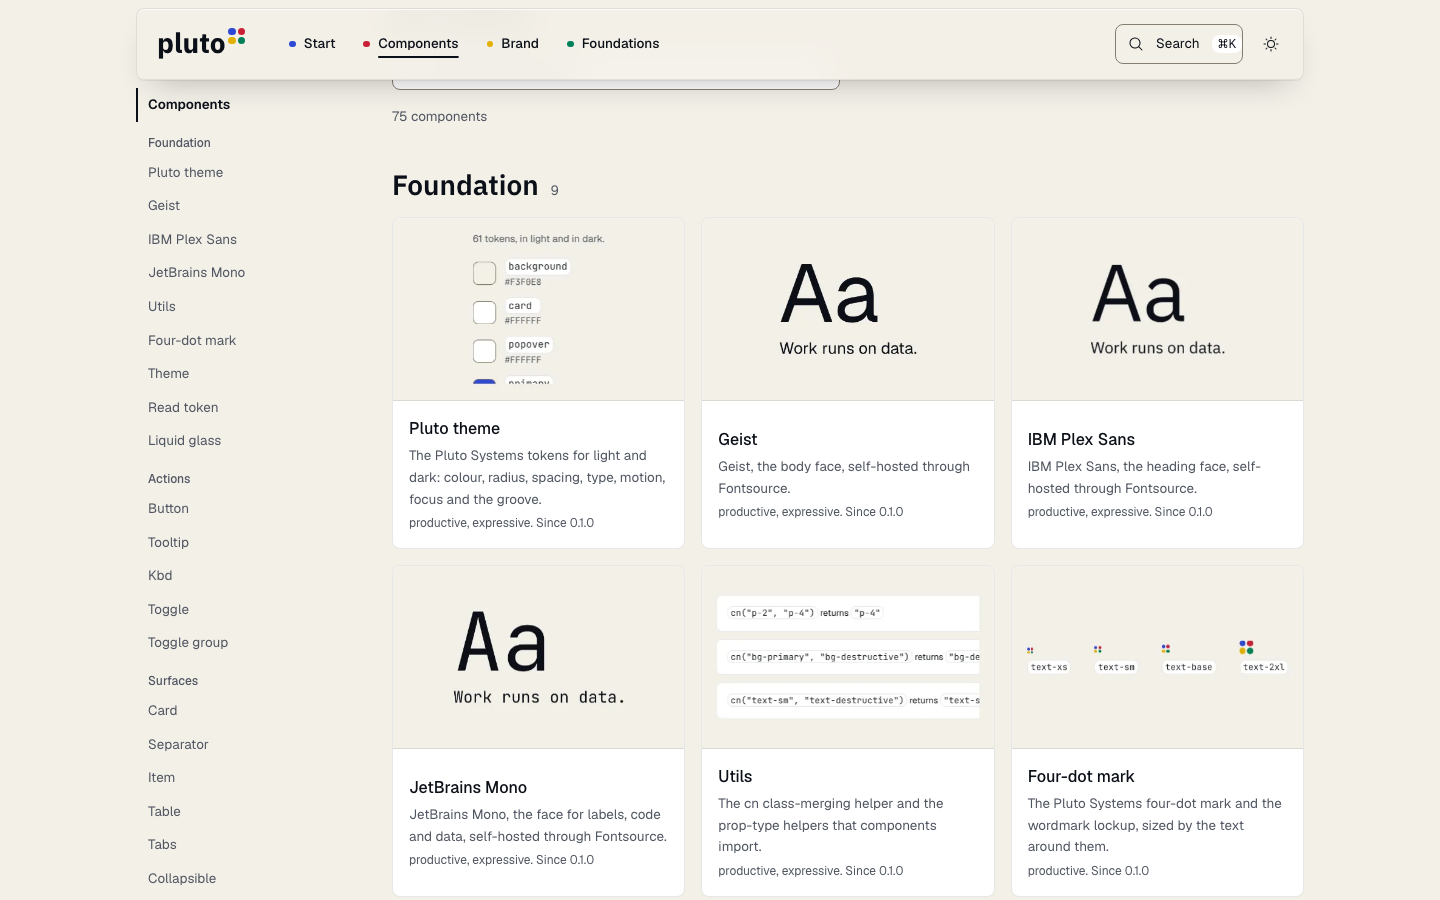 pluto
Start
Components
Brand
Foundations
Search
⌘K
Components
Foundation
Pluto theme
Geist
IBM Plex Sans
JetBrains Mono
Utils
Four-dot mark
Theme
Read token
Liquid glass
Actions
Button
Tooltip
Kbd
Toggle
Toggle group
Surfaces
Card
Separator
Item
Table
Tabs
Collapsible
75 components
Foundation 9
61 tokens, in light and in dark.
background
#F3F0E8
card
#FFFFFF
popover
#FFFFFF
primary
Pluto theme
The Pluto Systems tokens for light and
dark: colour, radius, spacing, type, motion,
focus and the groove.
productive, expressive. Since 0.1.0
Aa
Work runs on data.
Geist
Geist, the body face, self-hosted through
Fontsource.
productive, expressive. Since 0.1.0
Aa
Work runs on data.
IBM Plex Sans
IBM Plex Sans, the heading face, self-
hosted through Fontsource.
productive, expressive. Since 0.1.0
Aa
Work runs on data.
JetBrains Mono
JetBrains Mono, the face for labels, code
and data, self-hosted through Fontsource.
productive, expressive. Since 0.1.0
cn("p-2", "p-4") returns "p-4"
cn("bg-primary", "bg-destructive") returns "bg-de
cn("text-sm", "text-destructive") returns "text-s
Utils
The cn class-merging helper and the
prop-type helpers that components
import.
productive, expressive. Since 0.1.0
text-xs
text-sm
text-base
text-2xl
Four-dot mark
The Pluto Systems four-dot mark and the
wordmark lockup, sized by the text
around them.
productive, expressive. Since 0.1.0